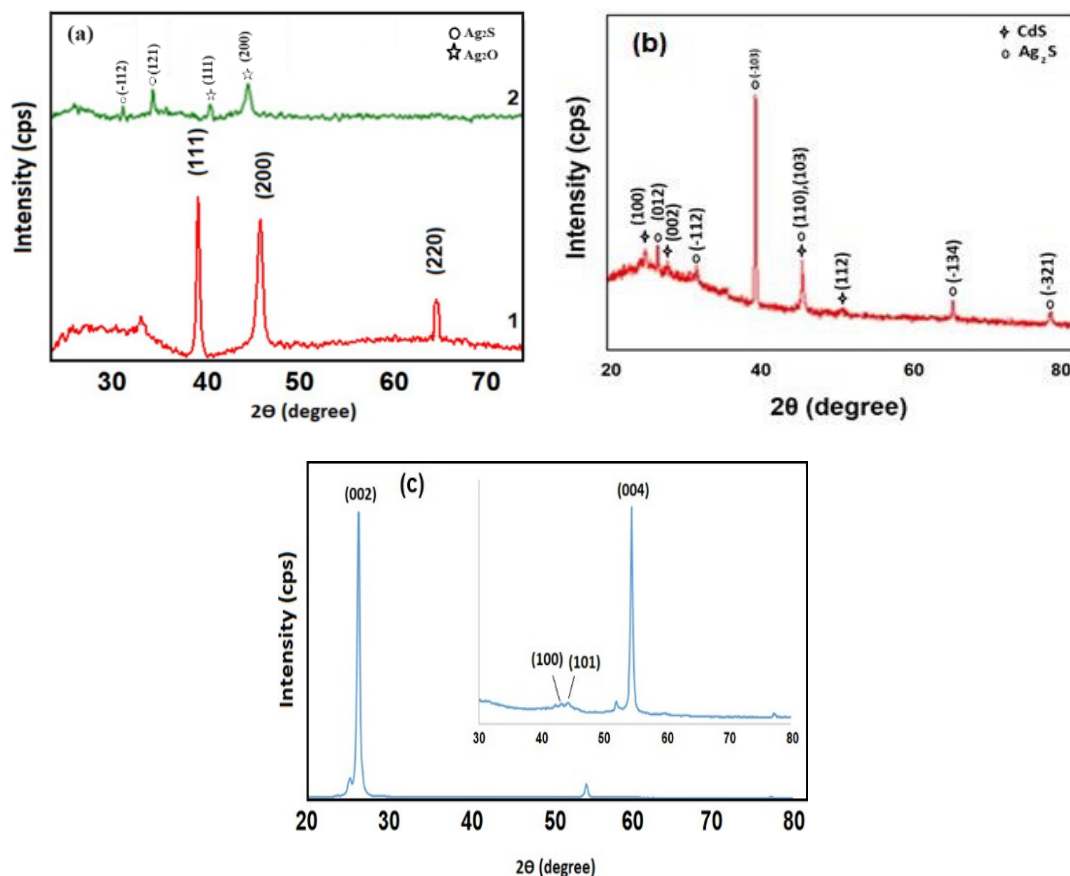 (a)
Ag2S
Ag2O
(-112)
(121)
(111)
(200)
2
(111)
(200)
(220)
1
Intensity (cps)
30 40 50 60 70
2Θ (degree)
(b)
CdS
Ag2S
(-103)
(100)
(012)
(002)
(-112)
(110),(103)
(112)
(-134)
(-321)
Intensity (cps)
20 40 60 80
2θ (degree)
(c)
(002)
(004)
(100)
(101)
30 40 50 60 70 80
Intensity (cps)
20 30 40 50 60 70 80
2Θ (degree)